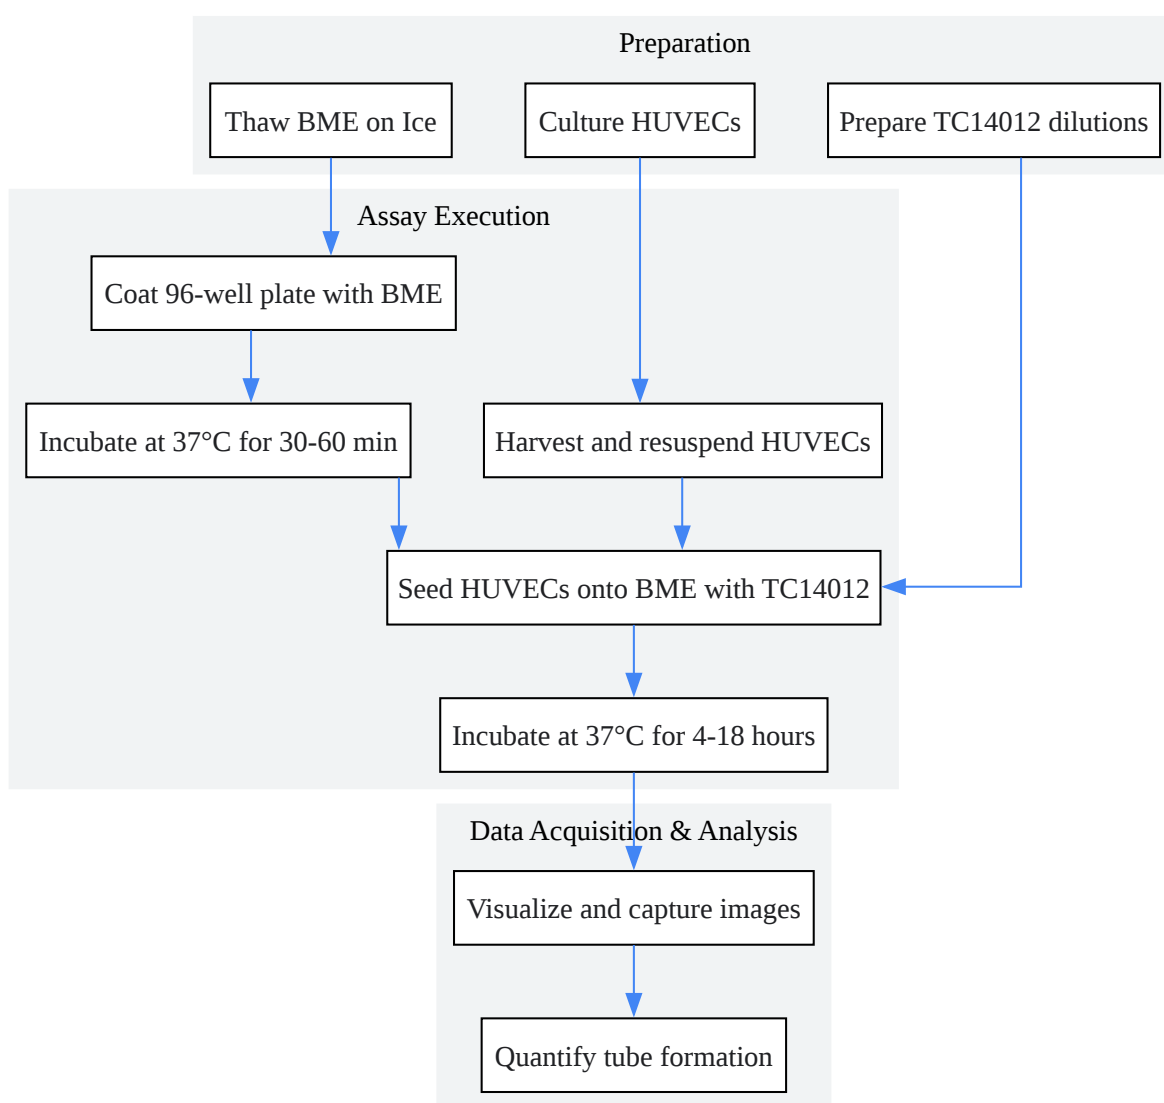 Preparation
Thaw BME on Ice
Culture HUVECs
Prepare TC14012 dilutions
Assay Execution
Coat 96-well plate with BME
Incubate at 37°C for 30-60 min
Harvest and resuspend HUVECs
Seed HUVECs onto BME with TC14012
Incubate at 37°C for 4-18 hours
Data Acquisition & Analysis
Visualize and capture images
Quantify tube formation